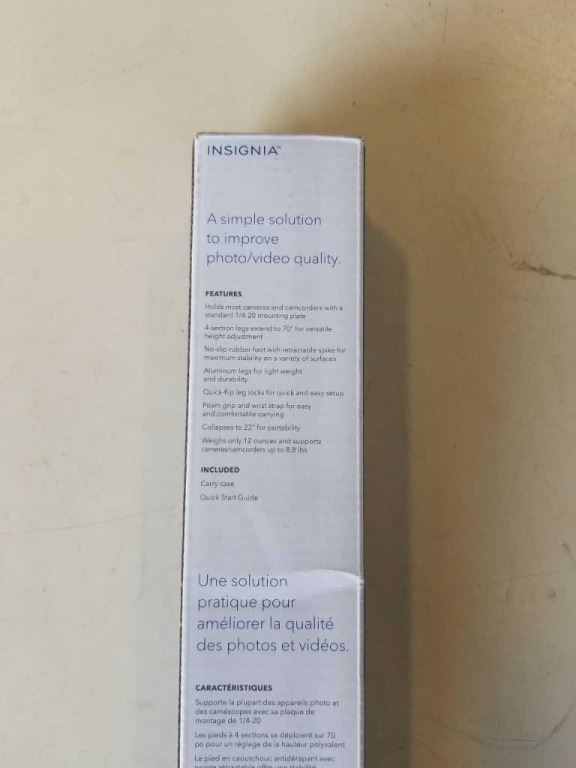 INSIGNIA™
A simple solution
to improve
photo/video quality.
FEATURES
Holds most cameras and camcorders with a
standard 1/4-20 mounting plate
4-section legs extend to 70" for versatile
height adjustment
No-slip rubber foot with retractable spike for
maximum stability on a variety of surfaces
Aluminum legs for light weight
and durability
Quick-flip leg locks for quick and easy setup
Foam grip and wrist strap for easy
and comfortable carrying
Collapses to 22" for portability
Weighs only 12 ounces and supports
cameras/camcorders up to 8.8 lbs
INCLUDED
Carry case
Quick Start Guide
Une solution
pratique pour
améliorer la qualité
des photos et vidéos.
CARACTÉRISTIQUES
Supporte la plupart des appareils photo et
des caméscopes avec sa plaque de
montage de 1/4-20
Les pieds à 4 sections se déploient sur 70
po pour un réglage de la hauteur polyvalent
Le pied en caoutchouc antidérapant avec
pointe rétractable offre une stabilité